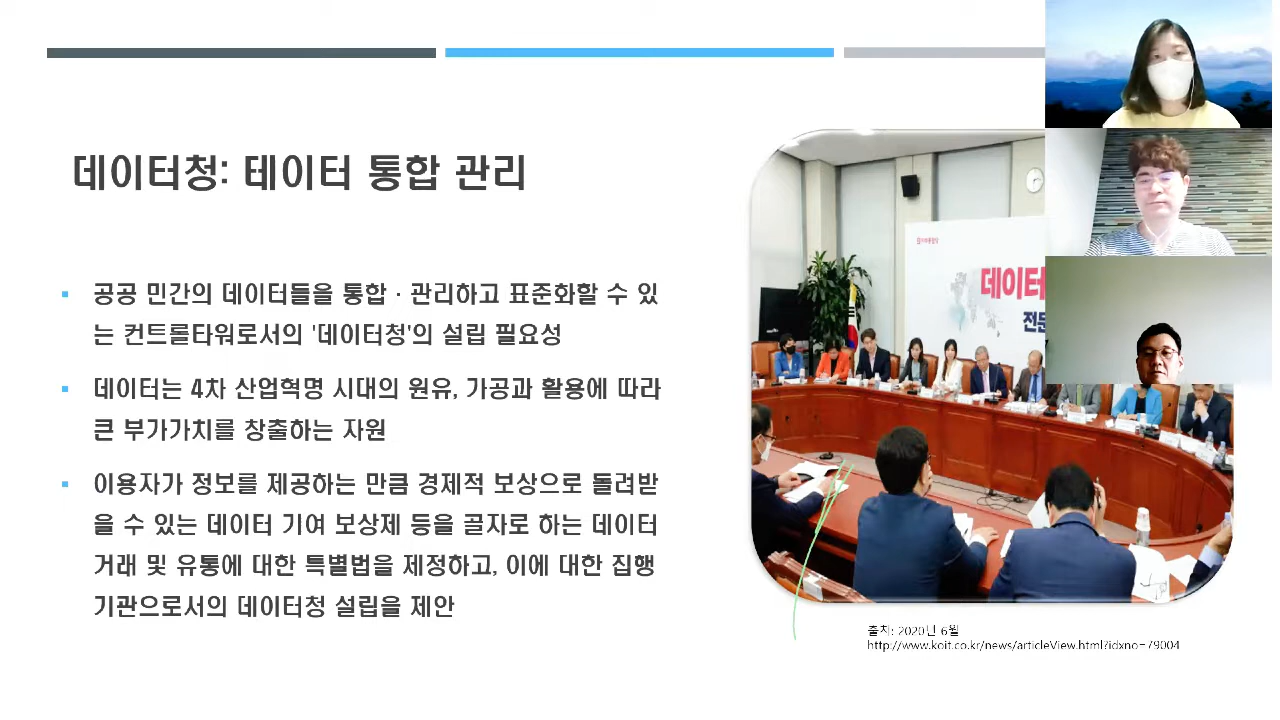 데이터청: 테이터 통합 관리
공공 민간의 데이터들을 통합 · 관리하고 표준화할 수 있
는 컨트롤타워로서의 '데이터청'의 설립 필요성
데이터는 4차 산업혁명 시대의 원유, 가공과 활용에 따라
큰 부가가치를 창출하는 자원
이용자가 정보를 제공하는 만큼 경제적 보상으로 돌려받
을 수 있는 데이터 기여 보상제 등을 골자로 하는 데이터
거래 및 유통에 대한 특별법을 제정하고, 이에 대한 집행
기관으로서의 데이터청 설립을 제안
데이터
전문
출처: 2020년 6월
http://www.koit.co.kr/news/articleView.html?idxno=79004